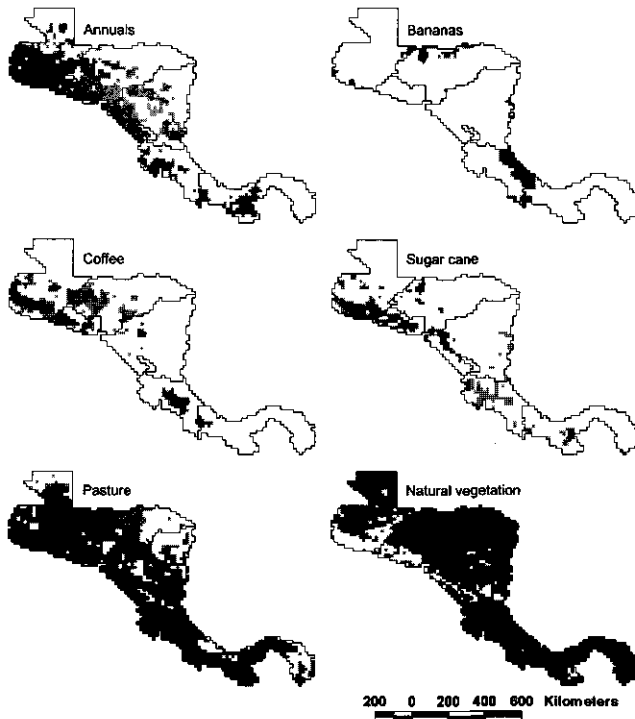 Annuals
Bananas
Coffee
Sugar cane
Pasture
Natural vegetation
200 0 200 400 600 Kilometers